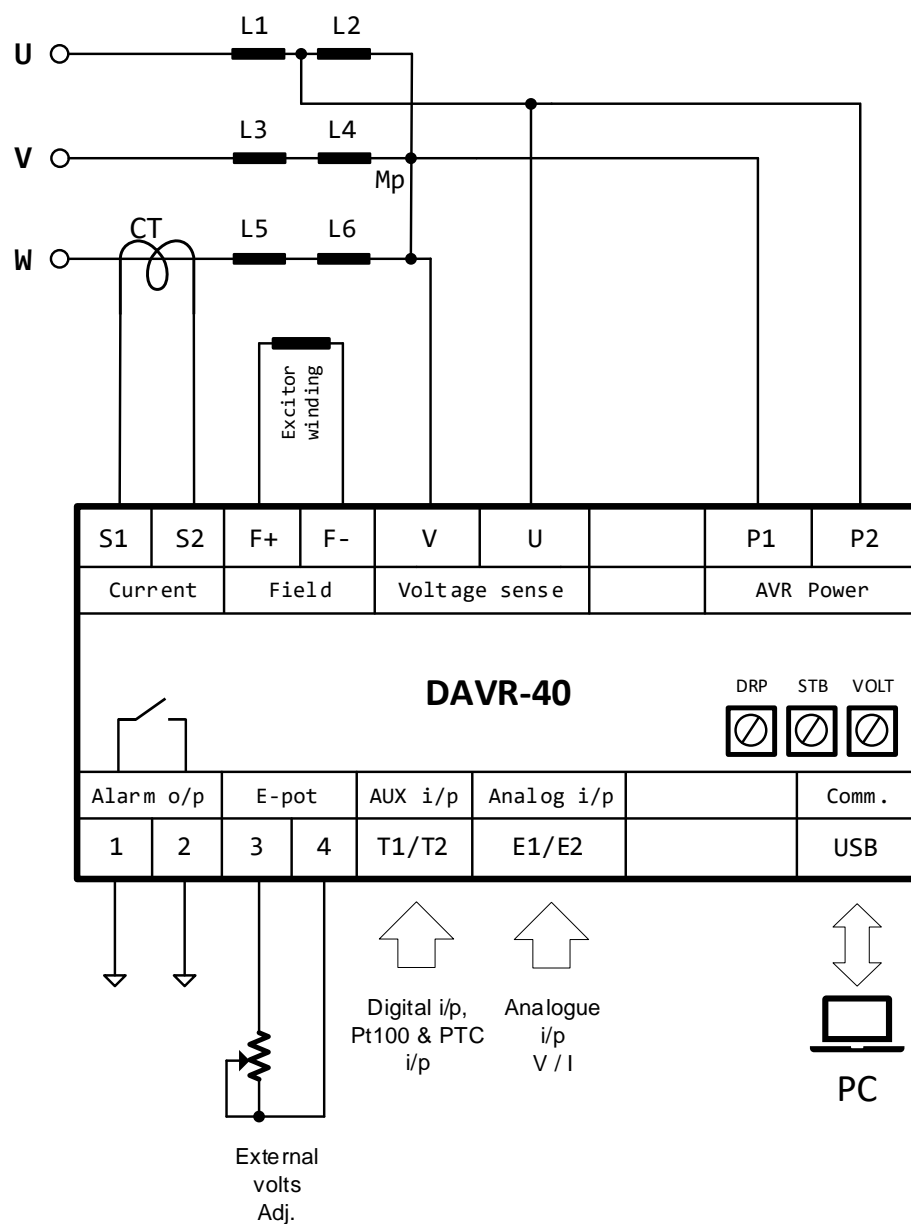 L1 L2
U
L3 L4
V
Mp
CT L5 L6
W
Excitor
winding
S1 S2 F+ F- V U P1 P2
Current Field Voltage sense AVR Power
DAVR-40
DRP STB VOLT
Alarm o/p E-pot AUX i/p Analog i/p Comm.
1 2 3 4 T1/T2 E1/E2 USB
Digital i/p,
Pt100 & PTC
i/p
Analogue
i/p
V / I
PC
External
volts
Adj.